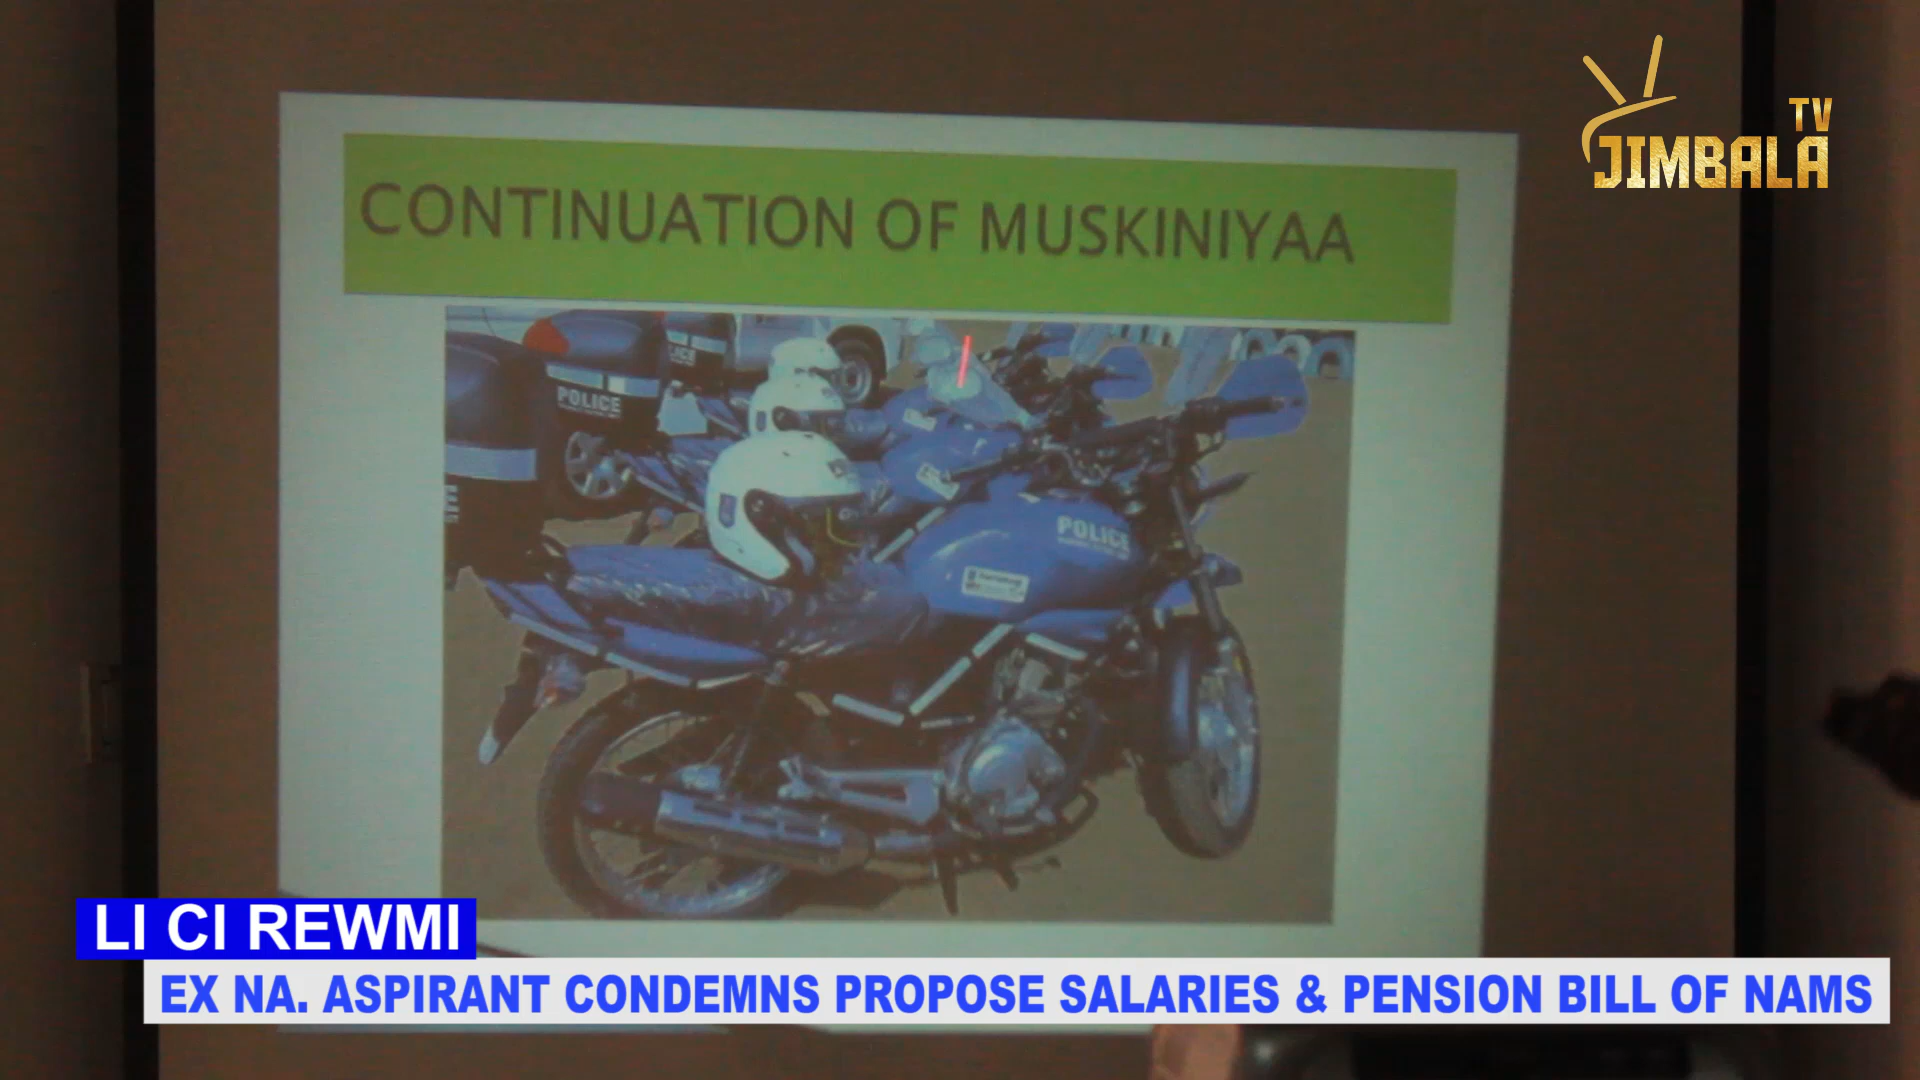 TV
JIMBALA
CONTINUATION OF MUSKINIYAA
POLICE
POLICE
LI CI REWMI
EX NA. ASPIRANT CONDEMNS PROPOSE SALARIES & PENSION BILL OF NAMS